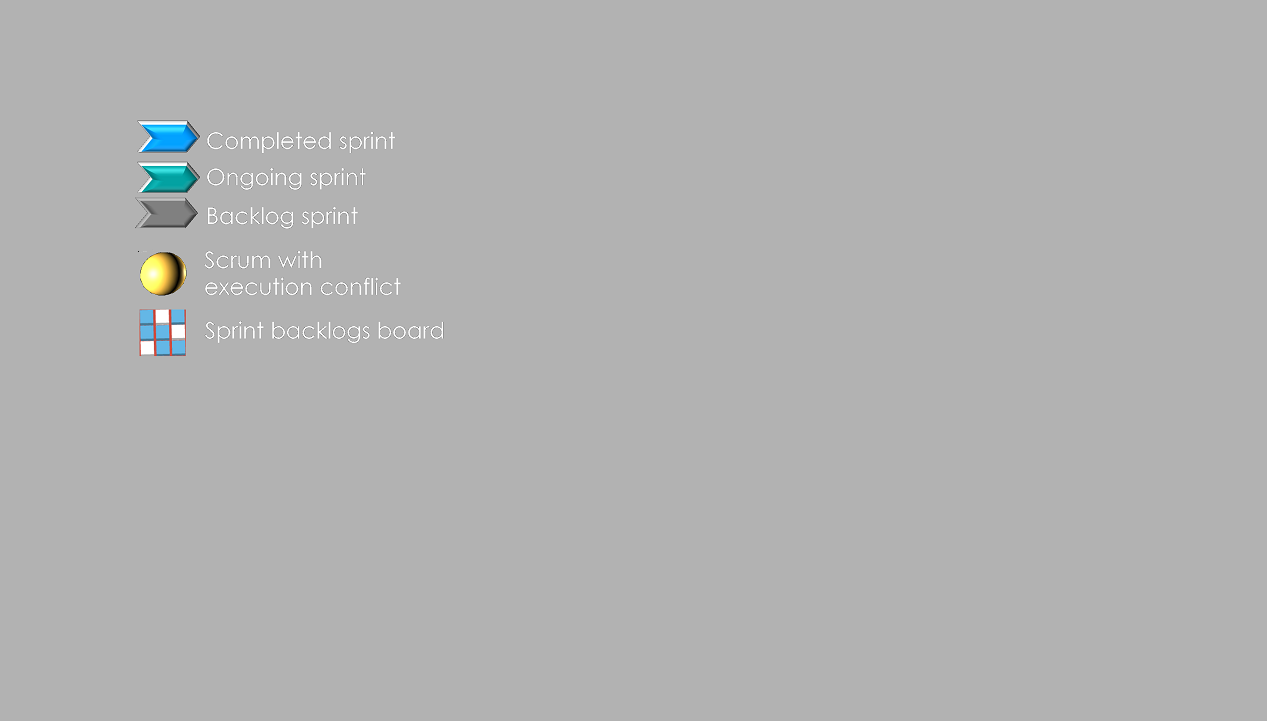 Completed sprint
Ongoing sprint
Backlog sprint
Scrum with
execution conflict
Sprint backlogs board